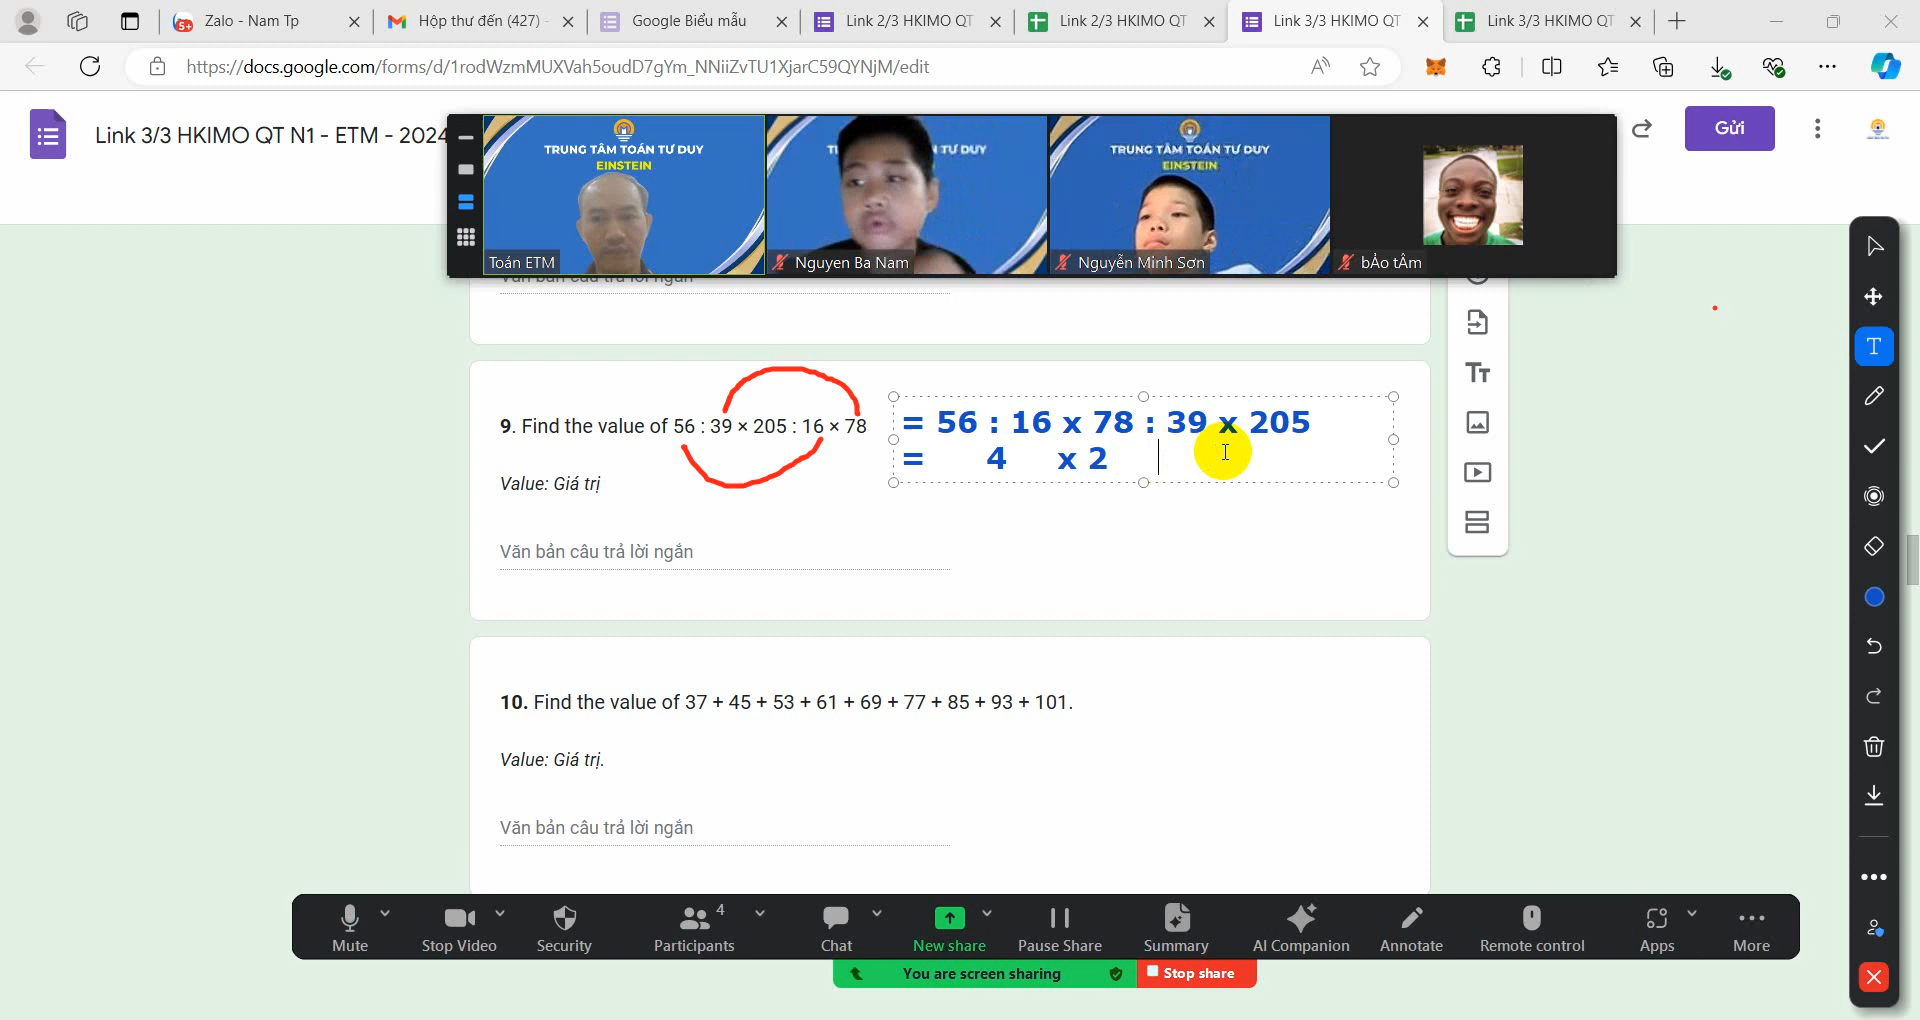 Zalo - Nam Tp
Hộp thư đến (427) -
Google Biểu mẫu
Link 2/3 HKIMO QT
Link 2/3 HKIMO QT
Link 3/3 HKIMO QT
Link 3/3 HKIMO QT
https://docs.google.com/forms/d/1rodWzmMUXVah5oudD7gYm_NNiiZvTU1XjarC59QYNjM/edit
Link 3/3 HKIMO QT N1 - ETM - 2024
Gửi
TRUNG TÂM TOÁN TƯ DUY
EINSTEIN
Toán ETM
TƯ DUY
Nguyen Ba Nam
TRUNG TÂM TOÁN TƯ DUY
EINSTEIN
Nguyễn Minh Sơn
bẢo tÂm
9. Find the value of 56 : 39 × 205 : 16 × 78
= 56 : 16 x 78 : 39 x 205
= 4 x 2
Value: Giá trị
Văn bản câu trả lời ngắn
10. Find the value of 37 + 45 + 53 + 61 + 69 + 77 + 85 + 93 + 101.
Value: Giá trị.
Văn bản câu trả lời ngắn
Mute
Stop Video
Security
4
Participants
Chat
New share
Pause Share
Summary
AI Companion
Annotate
Remote control
Apps
More
You are screen sharing
Stop share